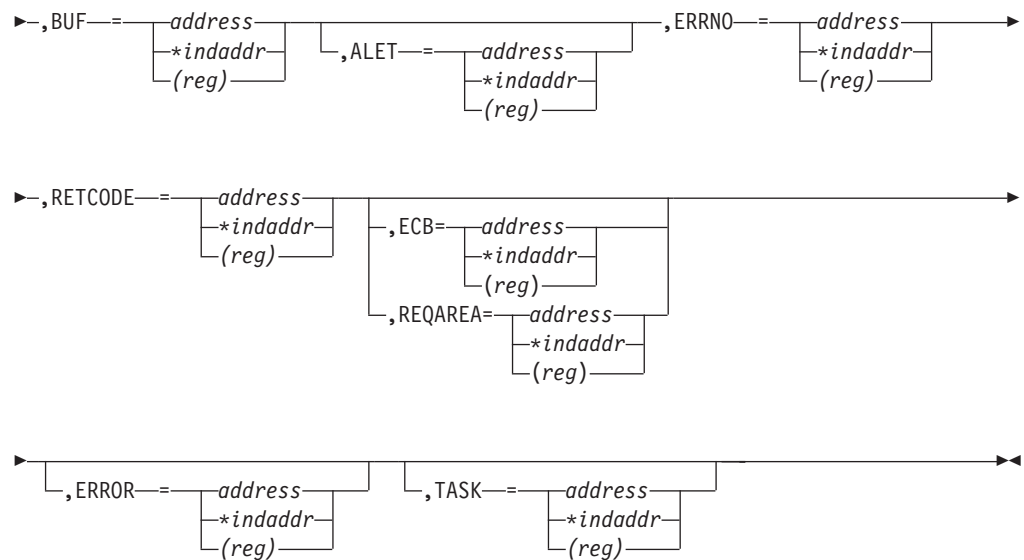 ,BUF = address ,ERRNO = address
*indaddr ,ALET = address *indaddr
(reg) *indaddr (reg)
(reg)
,RETCODE = address
*indaddr ,ECB= address
(reg) *indaddr
(reg)
,REQAREA= address
*indaddr
(reg)
,ERROR = address ,TASK = address
*indaddr *indaddr
(reg) (reg)